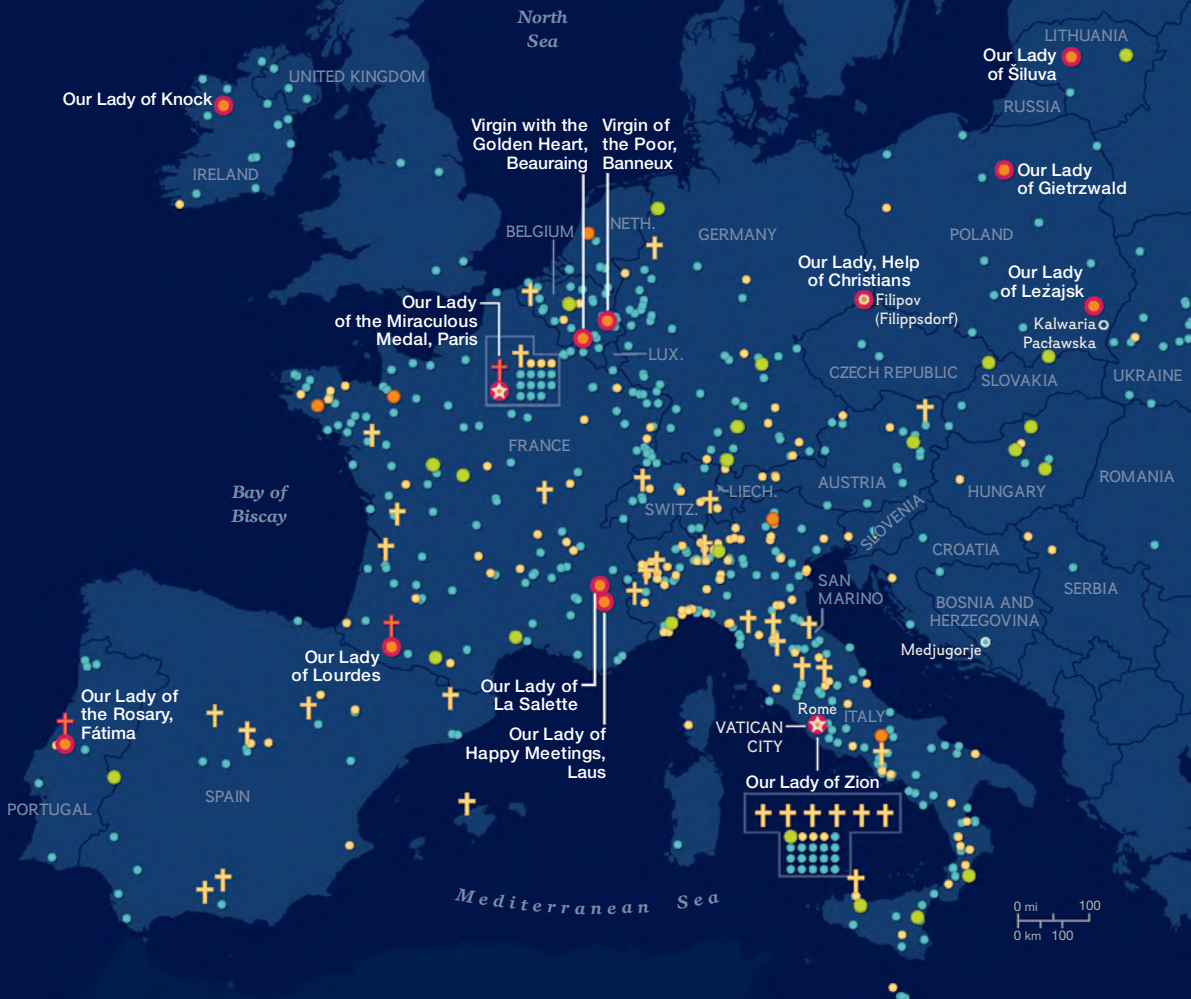 North
Sea
LITHUANIA
Our Lady
of Šiluva
UNITED KINGDOM
Our Lady of Knock
RUSSIA
Virgin with the
Golden Heart,
Beauraing
Virgin of
the Poor,
Banneux
IRELAND
Our Lady
of Gietrzwald
BELGIUM
NETH.
GERMANY
POLAND
Our Lady, Help
of Christians
Filipov
(Filippsdorf)
Our Lady
of Leżajsk
Kalwaria
Pacławska
Our Lady
of the Miraculous
Medal, Paris
LUX.
CZECH REPUBLIC
SLOVAKIA
UKRAINE
FRANCE
Bay of
Biscay
LIECH.
SWITZ.
AUSTRIA
HUNGARY
ROMANIA
SLOVENIA
CROATIA
SAN
MARINO
BOSNIA AND
HERZEGOVINA
SERBIA
Medjugorje
Our Lady
of Lourdes
Our Lady of
La Salette
Our Lady of
Happy Meetings,
Laus
Our Lady of
the Rosary,
Fátima
Rome
VATICAN
CITY
ITALY
Our Lady of Zion
PORTUGAL
SPAIN
Mediterranean Sea
0 mi 100
0 km 100